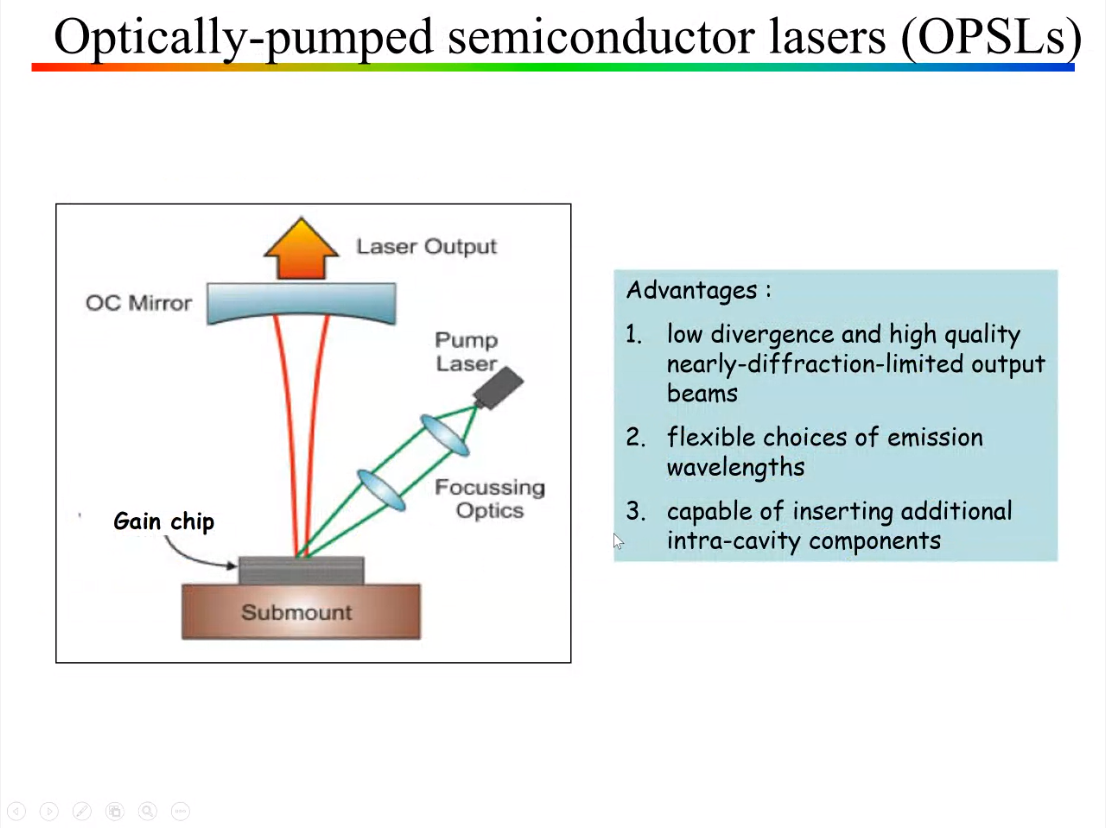 Optically-pumped semiconductor lasers (OPSLs)
Laser Output
OC Mirror
Pump
Laser
Focussing
Optics
Gain chip
Submount
Advantages :
1. low divergence and high quality
nearly-diffraction-limited output
beams
2. flexible choices of emission
wavelengths
3. capable of inserting additional
intra-cavity components